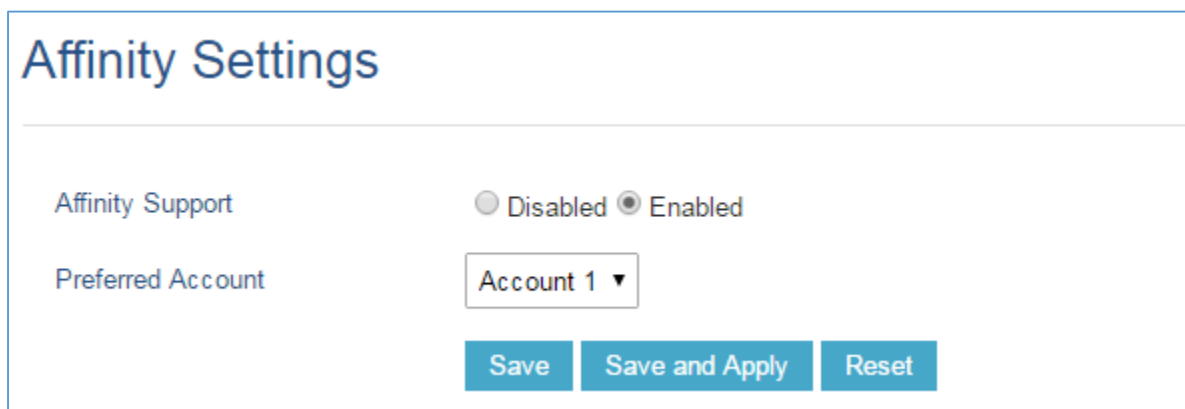 Affinity Settings
Affinity Support Disabled Enabled
Preferred Account Account 1
Save Save and Apply Reset